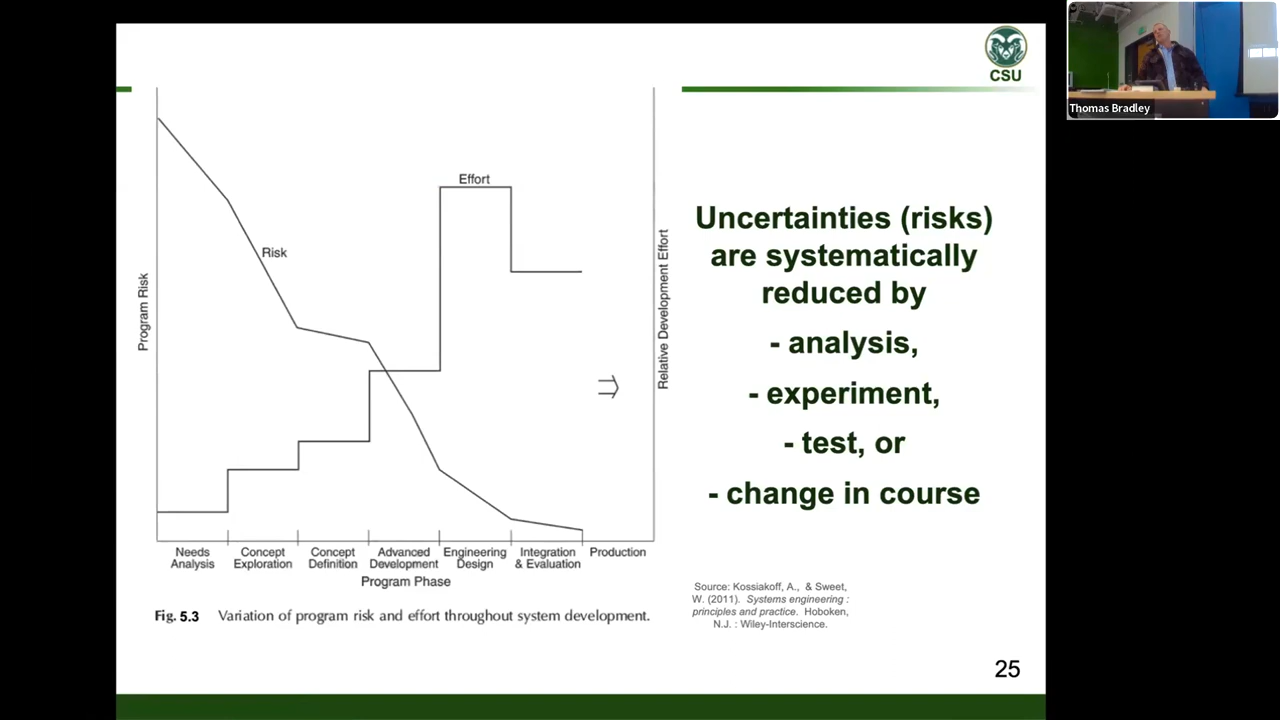 CSU
Thomas Bradley
Effort
Risk
Program Risk
Relative Development Effort
Needs
Analysis
Concept
Exploration
Concept
Definition
Advanced
Development
Engineering
Design
Integration
& Evaluation
Production
Program Phase
Fig. 5.3 Variation of program risk and effort throughout system development.
Uncertainties (risks)
are systematically
reduced by
- analysis,
- experiment,
- test, or
- change in course
Source: Kossiakoff, A., & Sweet,
W. (2011). Systems engineering :
principles and practice. Hoboken,
N.J. : Wiley-Interscience.
25